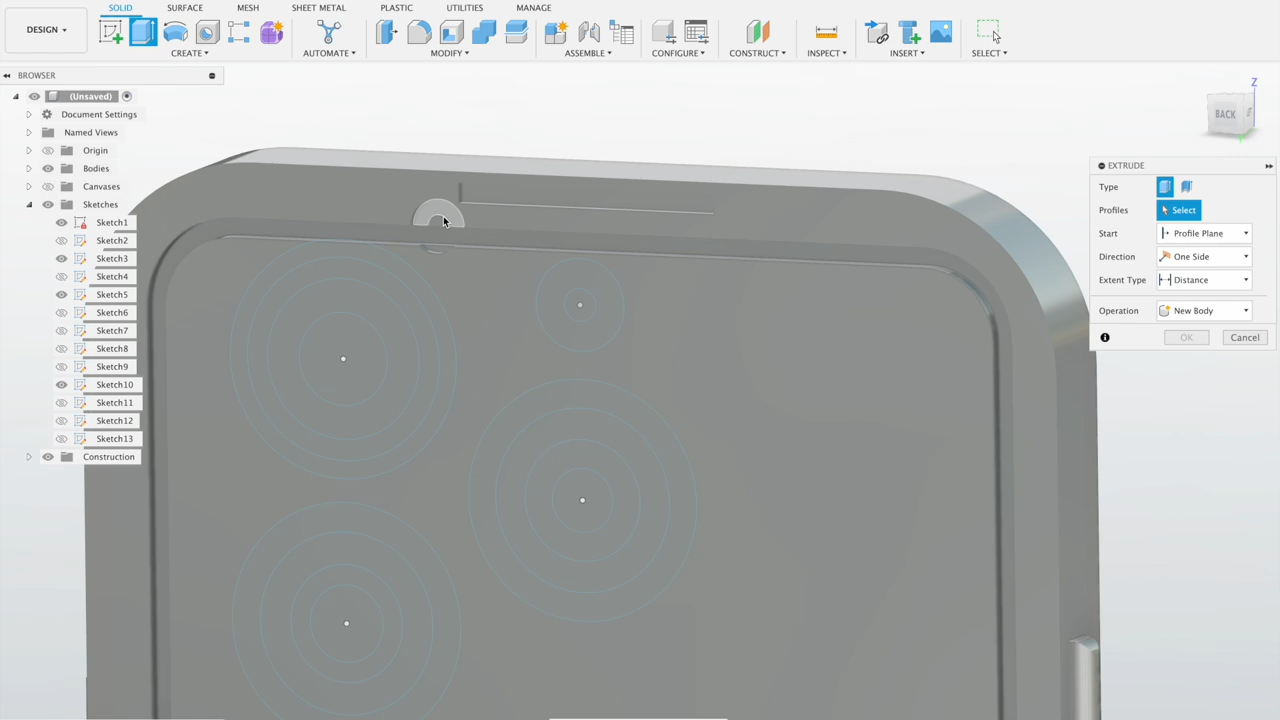 SOLID SURFACE MESH SHEET METAL PLASTIC UTILITIES MANAGE
DESIGN
CREATE AUTOMATE MODIFY ASSEMBLE CONFIGURE CONSTRUCT INSPECT INSERT SELECT
BROWSER
(Unsaved)
Document Settings
Named Views
Origin
Bodies
Canvases
Sketches
Sketch1
Sketch2
Sketch3
Sketch4
Sketch5
Sketch6
Sketch7
Sketch8
Sketch9
Sketch10
Sketch11
Sketch12
Sketch13
Construction
Z
BACK
EXTRUDE
Type
Profiles Select
Start Profile Plane
Direction One Side
Extent Type Distance
Operation New Body
OK Cancel